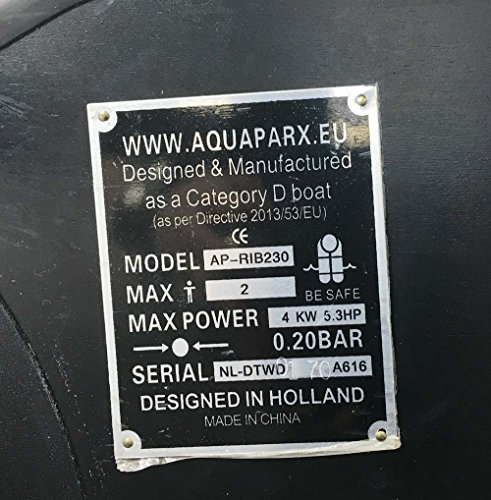 WWW.AQUAPARX.EU
Designed & Manufactured
as a Category D boat
(as per Directive 2013/53/EU)
CE
MODEL AP-RIB230
MAX 2 BE SAFE
MAX POWER 4 KW 5.3HP
0.20BAR
SERIAL NL-DTWD 0170 A616
DESIGNED IN HOLLAND
MADE IN CHINA